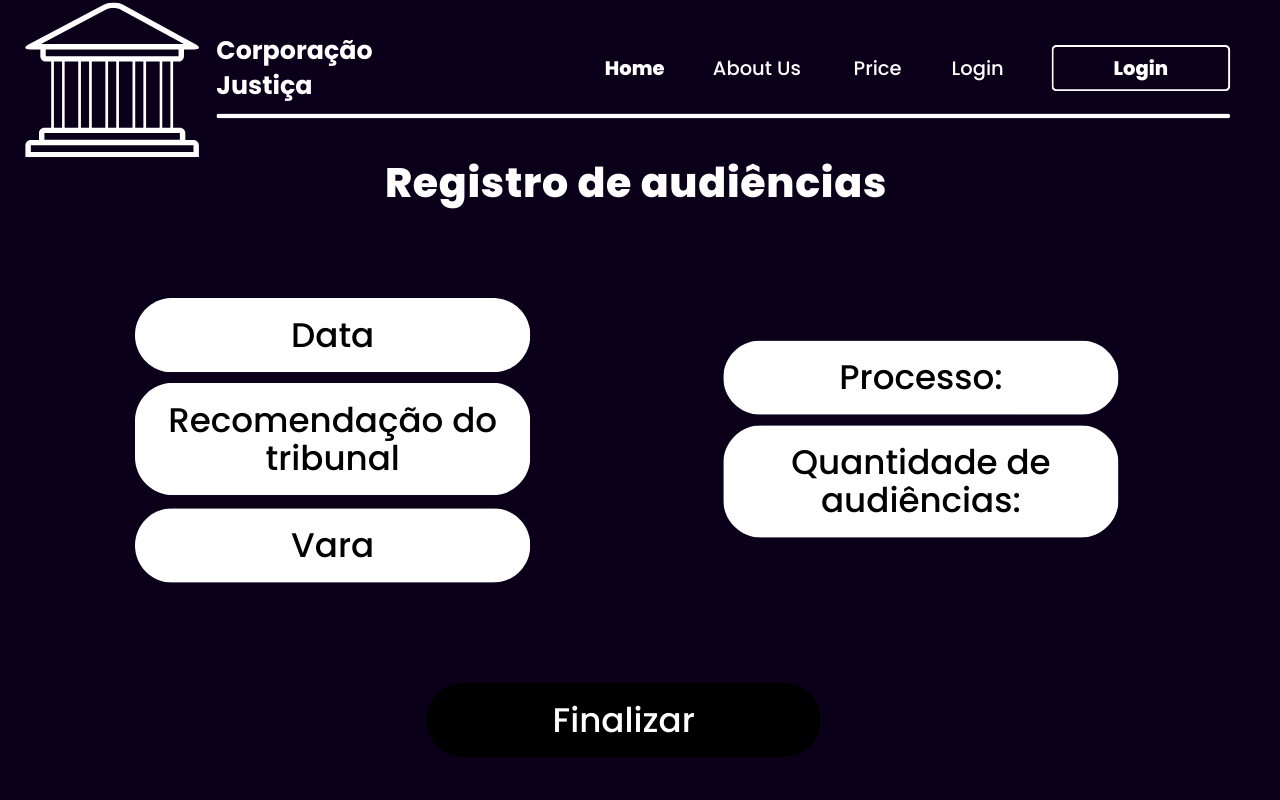 Corporação
Justiça
Home About Us Price Login Login
Registro de audiências
Data
Recomendação do
tribunal
Vara
Processo:
Quantidade de
audiências:
Finalizar